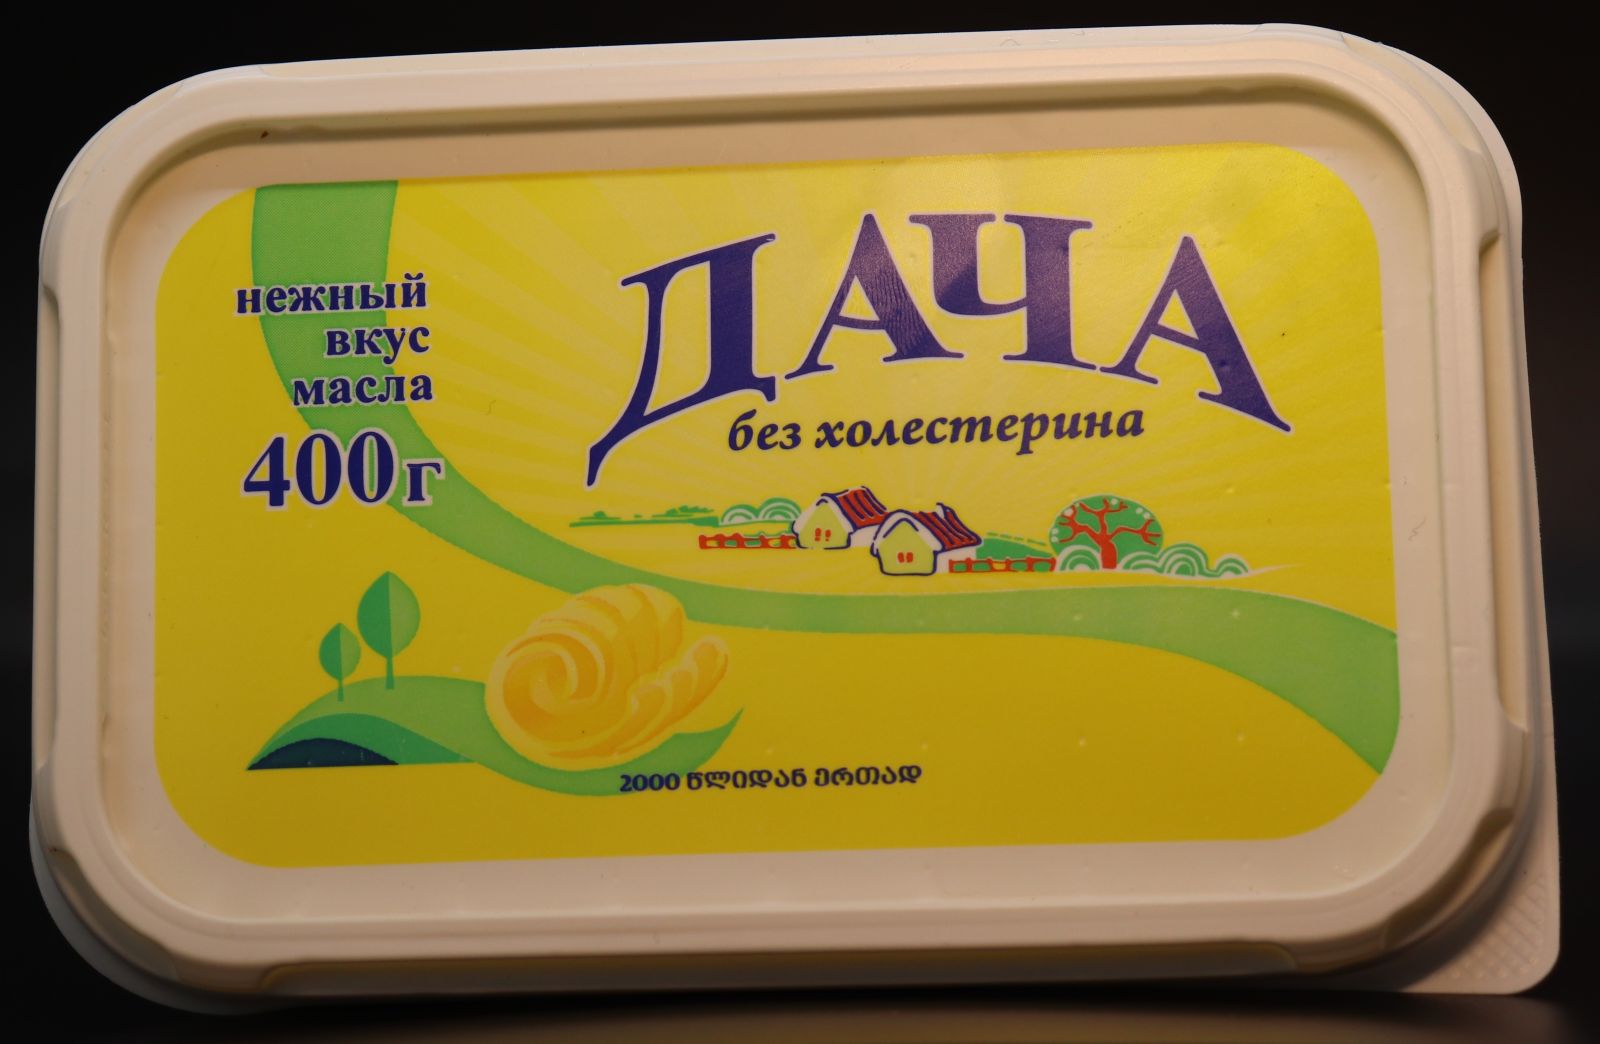 ДАЧА
без холестерина
нежный
вкус
масла
400г
2000 წლიდან ერთად